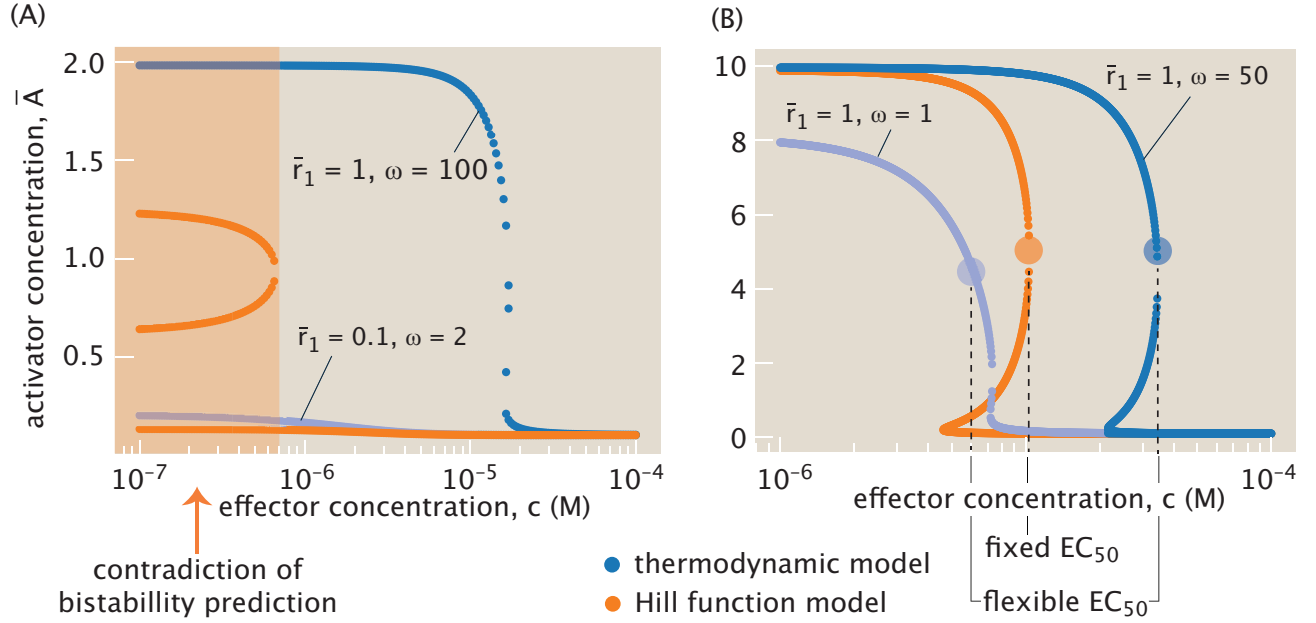 (A)
2.0
1.5
1.0
0.5
activator concentration, A̅
r̅₁ = 1, ω = 100
r̅₁ = 0.1, ω = 2
10⁻⁷
10⁻⁶
10⁻⁵
10⁻⁴
effector concentration, c (M)
contradiction of
bistabillity prediction
(B)
10
8
6
4
2
0
r̅₁ = 1, ω = 50
r̅₁ = 1, ω = 1
10⁻⁶
10⁻⁴
effector concentration, c (M)
fixed EC₅₀
flexible EC₅₀
thermodynamic model
Hill function model